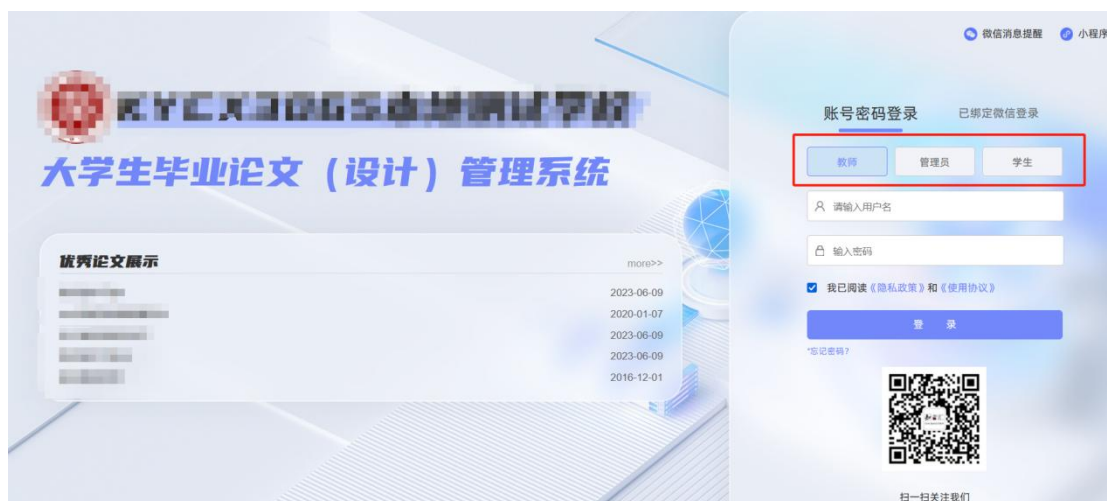 微信消息提醒 小程序
大学生毕业论文（设计）管理系统
优秀论文展示 more>>
2023-06-09
2020-01-07
2023-06-09
2023-06-09
2016-12-01
账号密码登录 已绑定微信登录
教师 管理员 学生
请输入用户名
输入密码
我已阅读《隐私政策》和《使用协议》
登 录
*忘记密码?
扫一扫关注我们